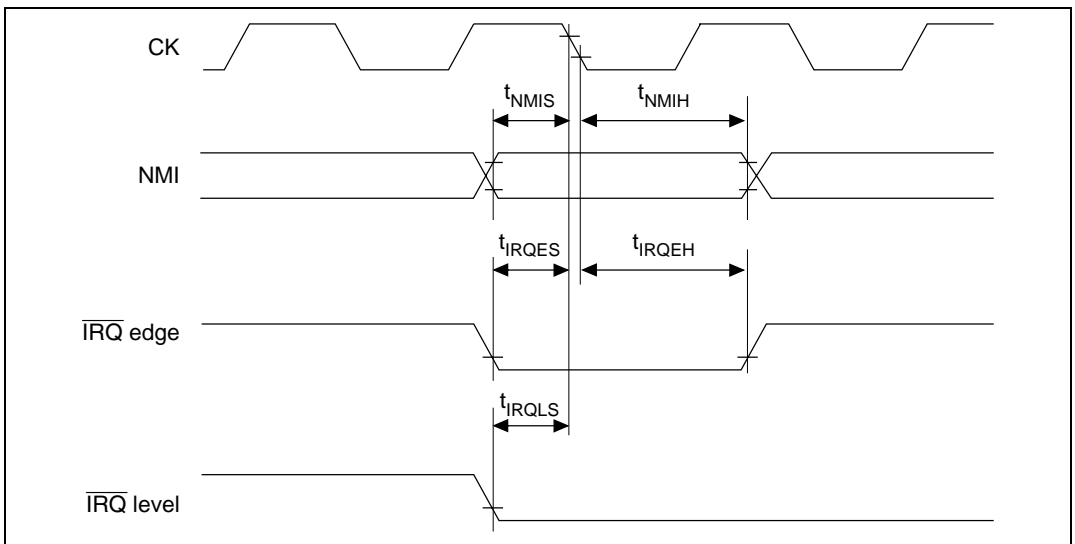 CK
tNMIS
tNMIH
NMI
tIRQES
tIRQEH
IRQ edge
tIRQLS
IRQ level